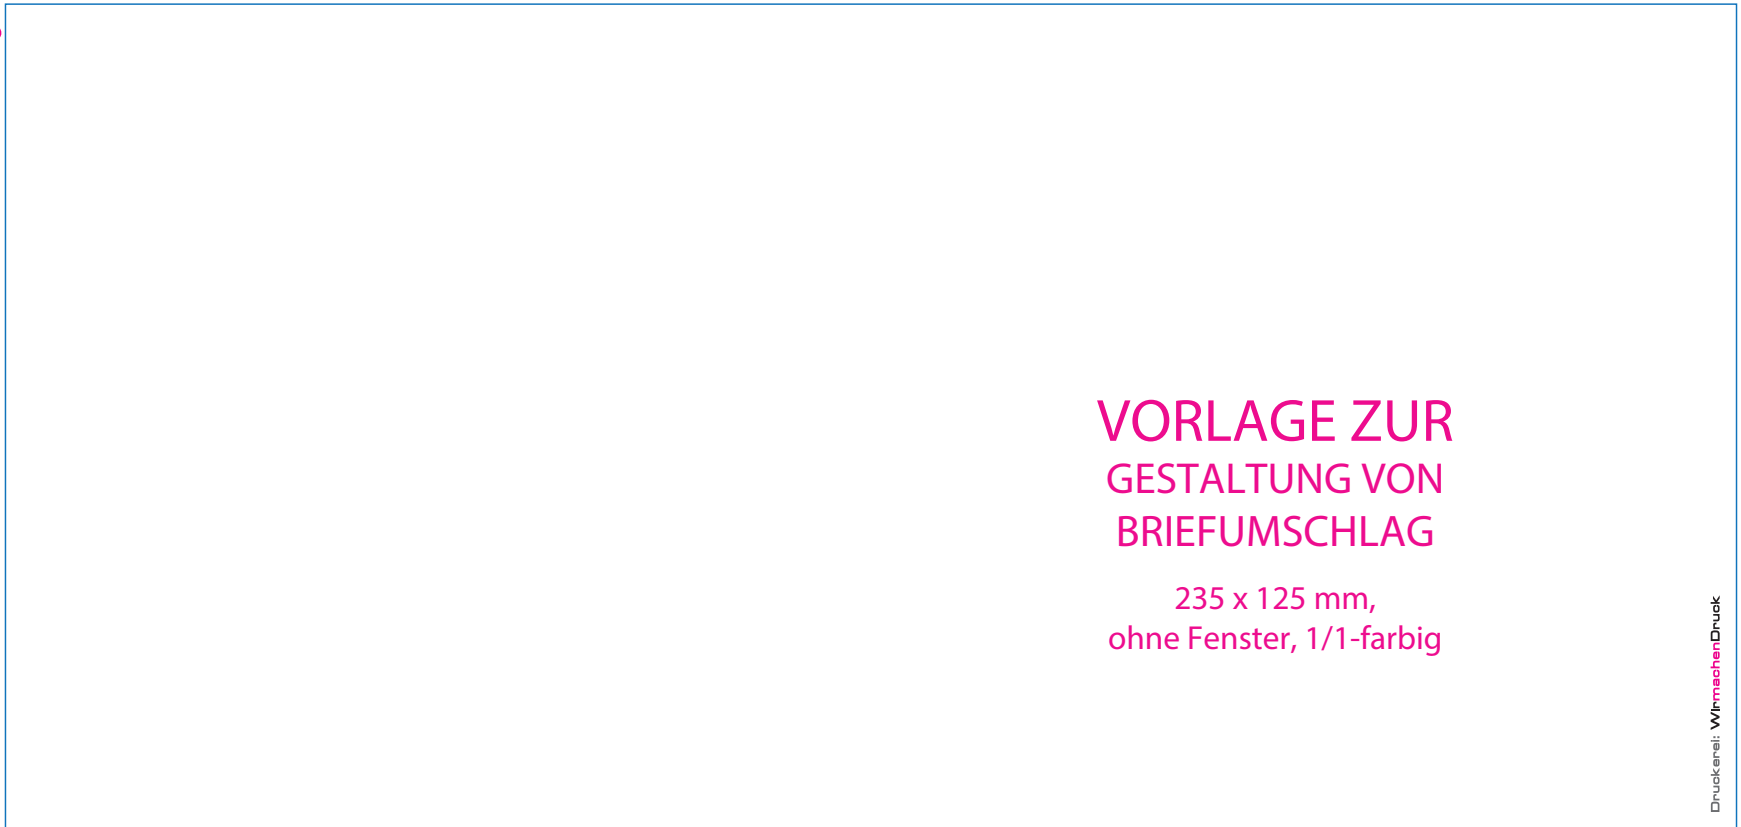 VORLAGE ZUR
GESTALTUNG VON
BRIEFUMSCHLAG
235 x 125 mm,
ohne Fenster, 1/1-farbig
Druckerei: WirmachenDruck